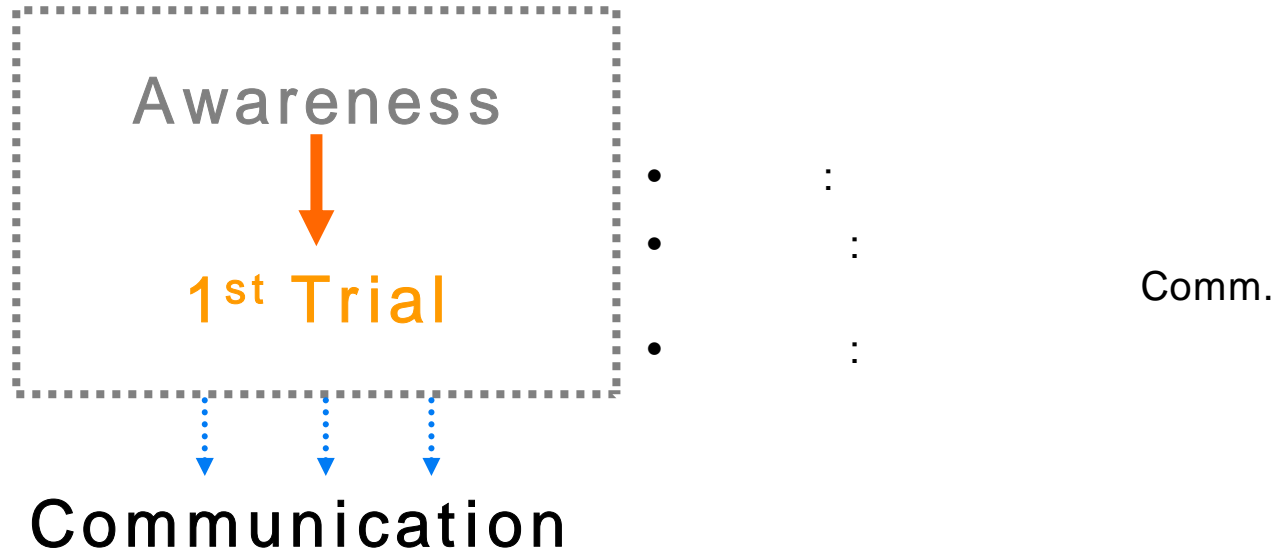 Awareness
1st Trial
Communication
• :
• :
Comm.
• :